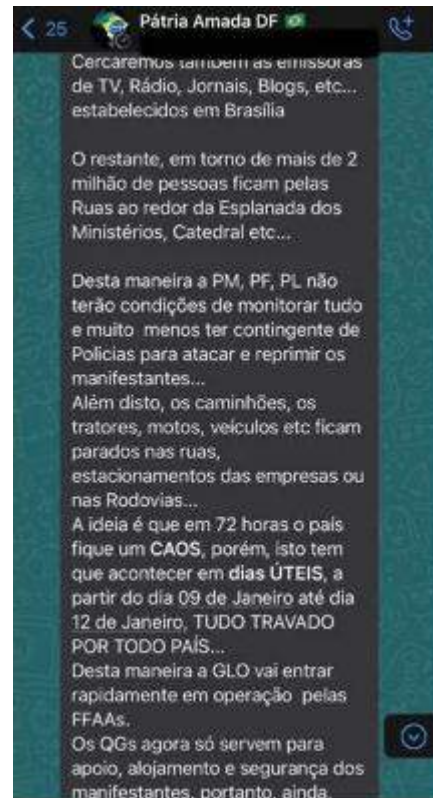 25
Pátria Amada DF
Cercaremos também as emissoras
de TV, Rádio, Jornais, Blogs, etc...
estabelecidos em Brasília
O restante, em torno de mais de 2
milhão de pessoas ficam pelas
Ruas ao redor da Esplanada dos
Ministérios, Catedral etc...
Desta maneira a PM, PF, PL não
terão condições de monitorar tudo
e muito menos ter contingente de
Policias para atacar e reprimir os
manifestantes...
Além disto, os caminhões, os
tratores, motos, veículos etc ficam
parados nas ruas,
estacionamentos das empresas ou
nas Rodovias...
A ideia é que em 72 horas o país
fique um CAOS, porém, isto tem
que acontecer em dias ÚTEIS, a
partir do dia 09 de Janeiro até dia
12 de Janeiro, TUDO TRAVADO
POR TODO PAÍS...
Desta maneira a GLO vai entrar
rapidamente em operação pelas
FFAAs.
Os QGs agora só servem para
apoio, alojamento e segurança dos
manifestantes, portanto, ainda,